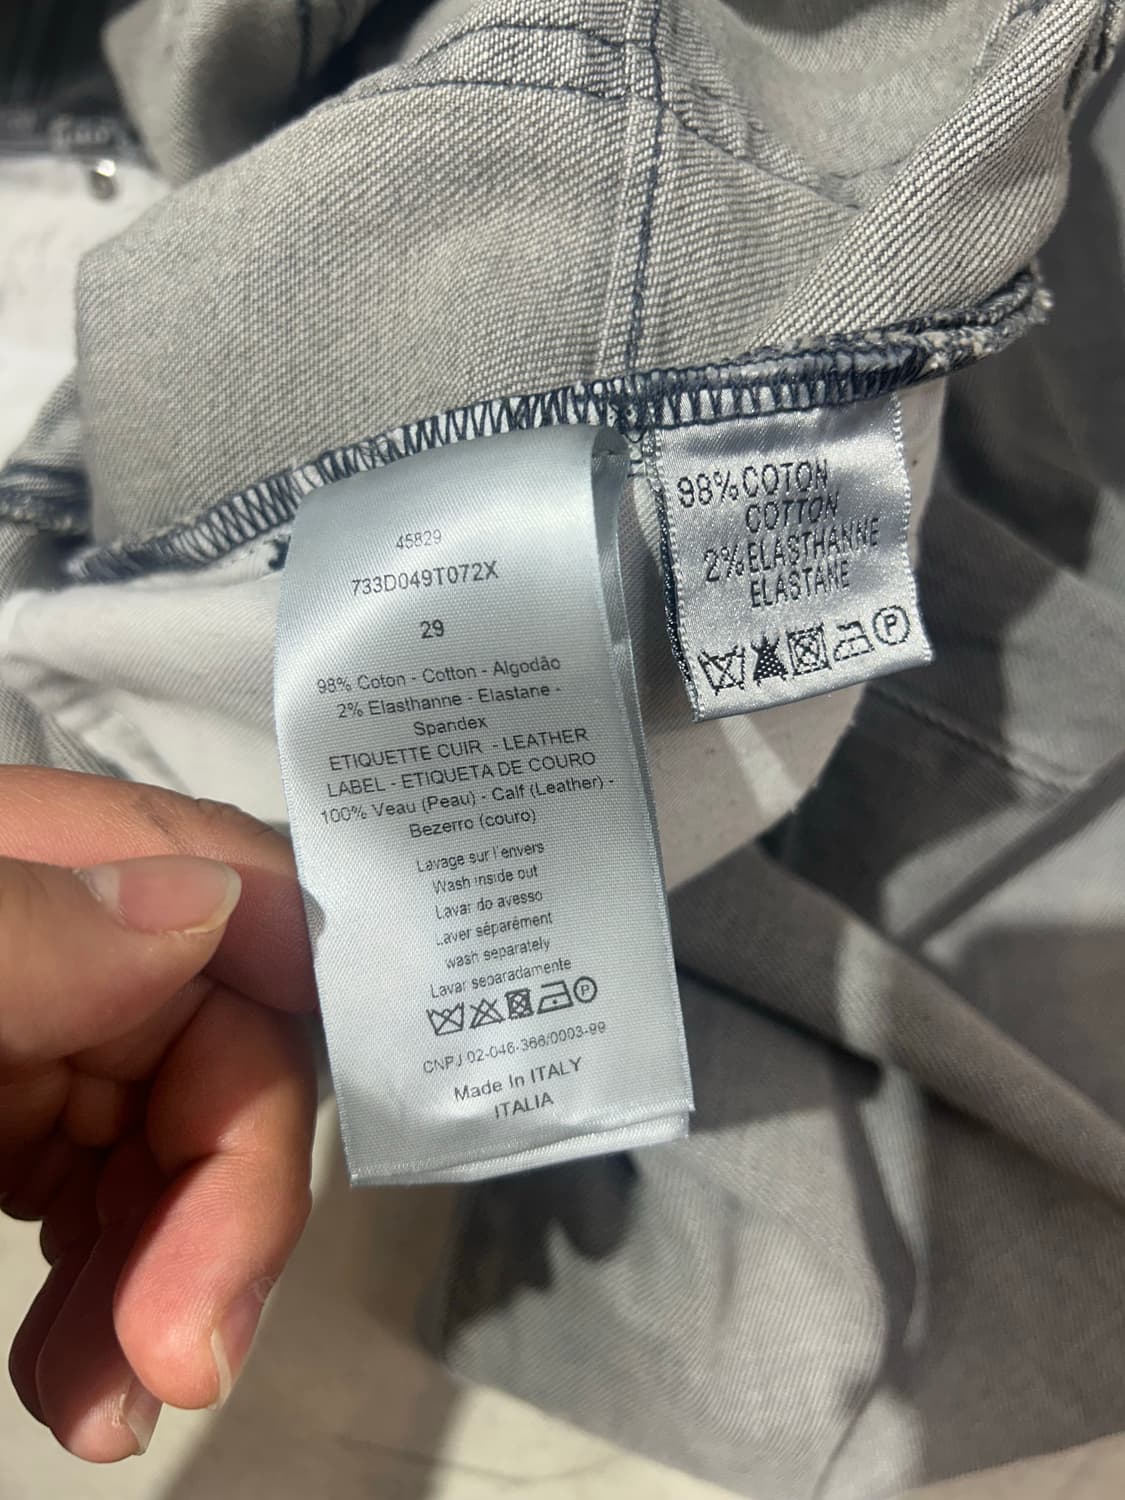 45829
733D049T072X
29
98% Coton - Cotton - Algodão
2% Elasthanne - Elastane -
Spandex
ETIQUETTE CUIR - LEATHER
LABEL - ETIQUETA DE COURO
100% Veau (Peau) - Calf (Leather) -
Bezerro (couro)
Lavage sur l'envers
Wash inside out
Lavar do avesso
Laver séparément
wash separately
Lavar separadamente
P
CNPJ 02-046-366/0003-99
Made In ITALY
ITALIA
98% COTON
COTTON
2% ELASTHANNE
ELASTANE
P